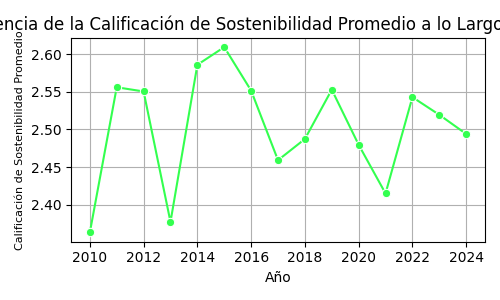 encia de la Calificación de Sostenibilidad Promedio a lo Largo
Calificación de Sostenibilidad Promedio
2.60
2.55
2.50
2.45
2.40
2010 2012 2014 2016 2018 2020 2022 2024
Año